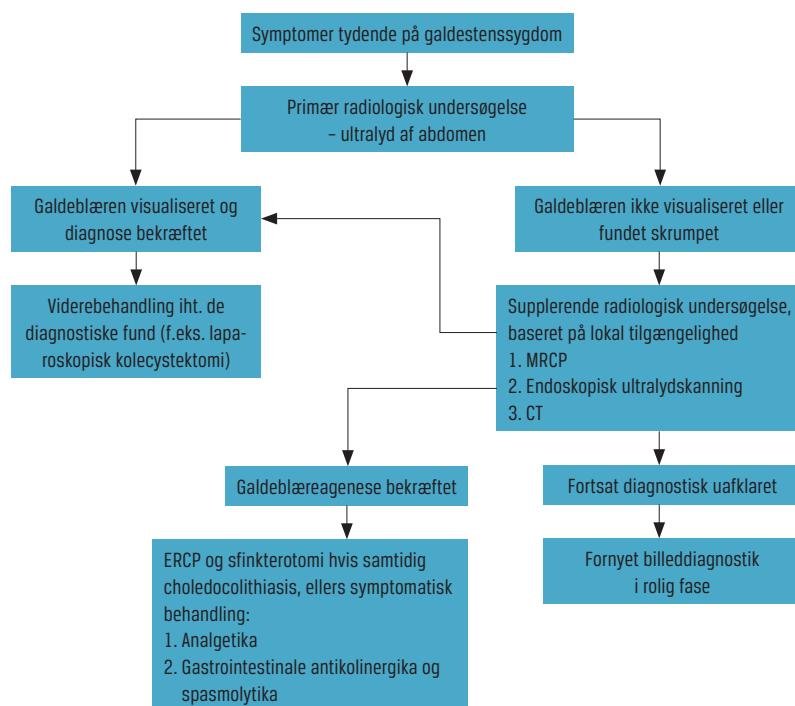 Symptomer tydende på galdestenssygdom
Primær radiologisk undersøgelse
– ultralyd af abdomen
Galdeblæren visualiseret og
diagnose bekræftet
Galdeblæren ikke visualiseret eller
fundet skrumpet
Viderebehandling iht. de
diagnostiske fund (f.eks. lapa-
roskopisk kolecystektomi)
Supplerende radiologisk undersøgelse,
baseret på lokal tilgængelighed
1. MRCP
2. Endoskopisk ultralydskanning
3. CT
Galdeblæreagenese bekræftet
Fortsat diagnostisk uafklaret
ERCP og sfinkterotomi hvis samtidig
choledocolithiasis, ellers symptomatisk
behandling:
1. Analgetika
2. Gastrointestinale antikolinergika og
spasmolytika
Fornyet billeddiagnostik
i rolig fase